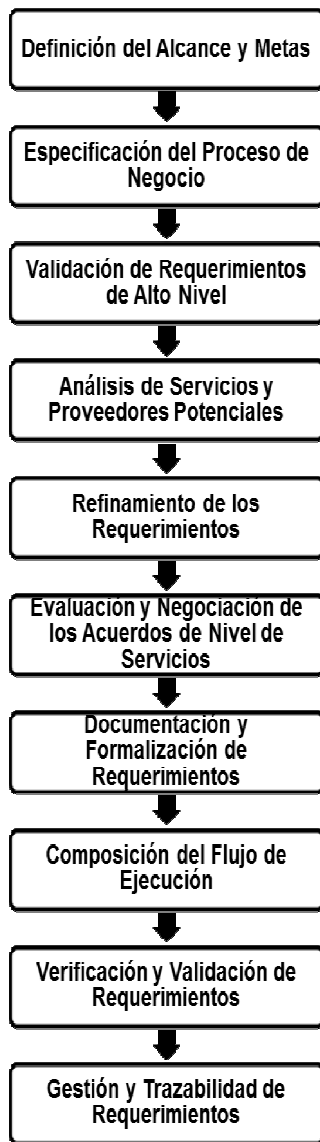 Definición del Alcance y Metas
Especificación del Proceso de
Negocio
Validación de Requerimientos
de Alto Nivel
Análisis de Servicios y
Proveedores Potenciales
Refinamiento de los
Requerimientos
Evaluación y Negociación de
los Acuerdos de Nivel de
Servicios
Documentación y
Formalización de
Requerimientos
Composición del Flujo de
Ejecución
Verificación y Validación de
Requerimientos
Gestión y Trazabilidad de
Requerimientos